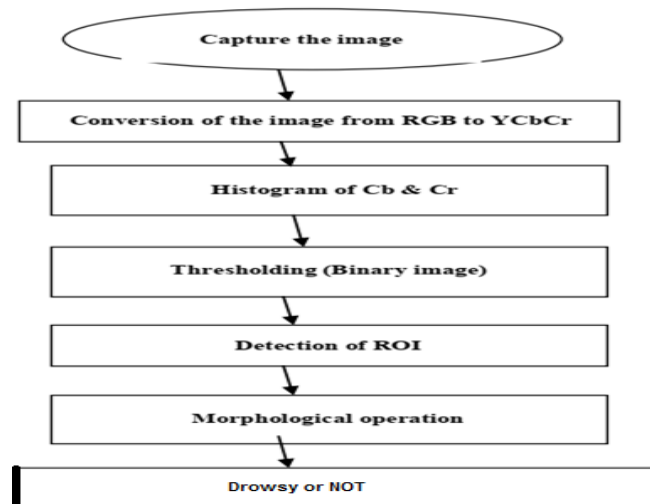 Capture the image
Conversion of the image from RGB to YCbCr
Histogram of Cb & Cr
Thresholding (Binary image)
Detection of ROI
Morphological operation
Drowsy or NOT